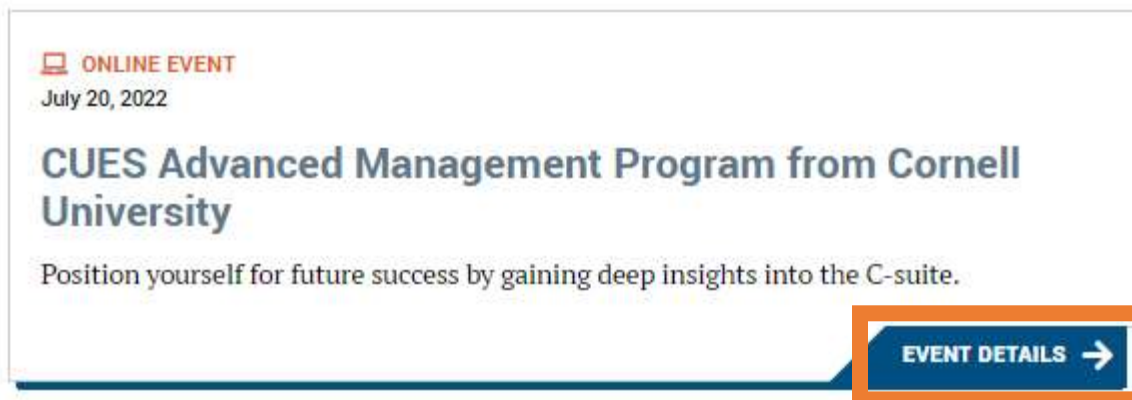 ONLINE EVENT
July 20, 2022
CUES Advanced Management Program from Cornell
University
Position yourself for future success by gaining deep insights into the C-suite.
EVENT DETAILS